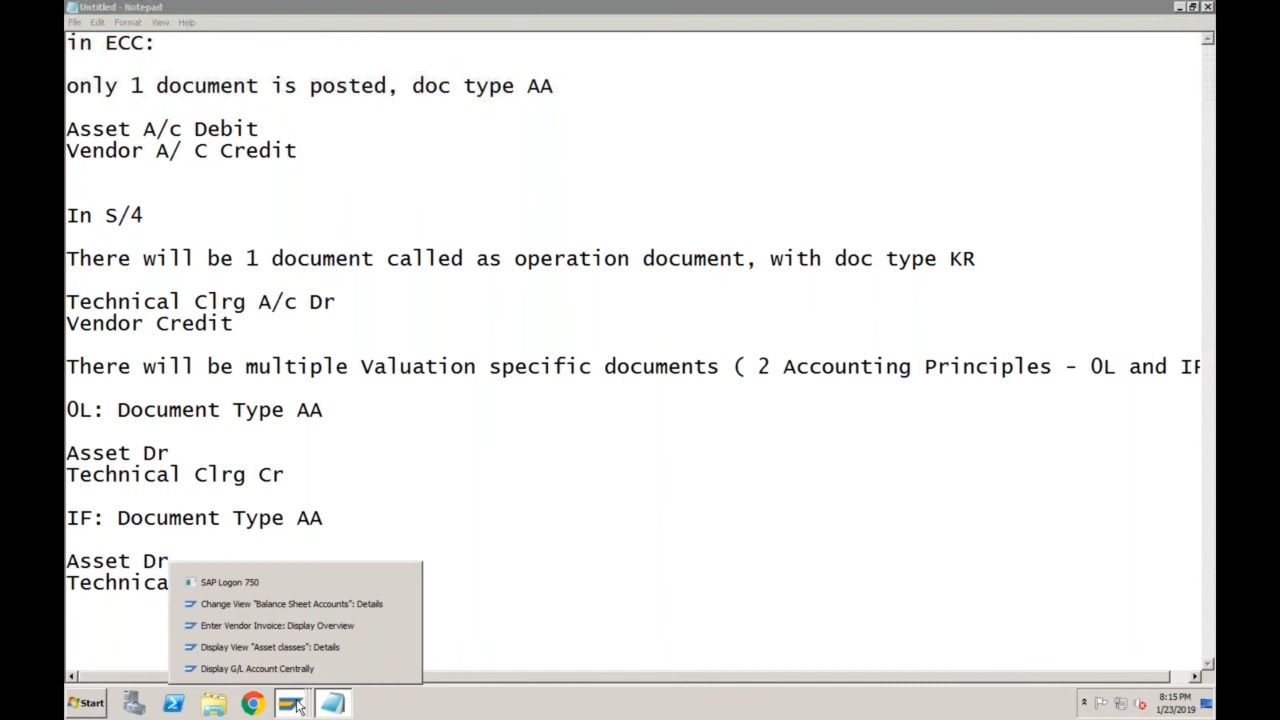 Untitled - Notepad
File Edit Format View Help
in ECC:
only 1 document is posted, doc type AA
Asset A/c Debit
Vendor A/ C Credit
In S/4
There will be 1 document called as operation document, with doc type KR
Technical Clrg A/c Dr
Vendor Credit
There will be multiple Valuation specific documents ( 2 Accounting Principles - 0L and IF
0L: Document Type AA
Asset Dr
Technical Clrg Cr
IF: Document Type AA
Asset Dr
Technica
SAP Logon 750
Change View "Balance Sheet Accounts": Details
Enter Vendor Invoice: Display Overview
Display View "Asset classes": Details
Display G/L Account Centrally
Start
8:15 PM
1/23/2019